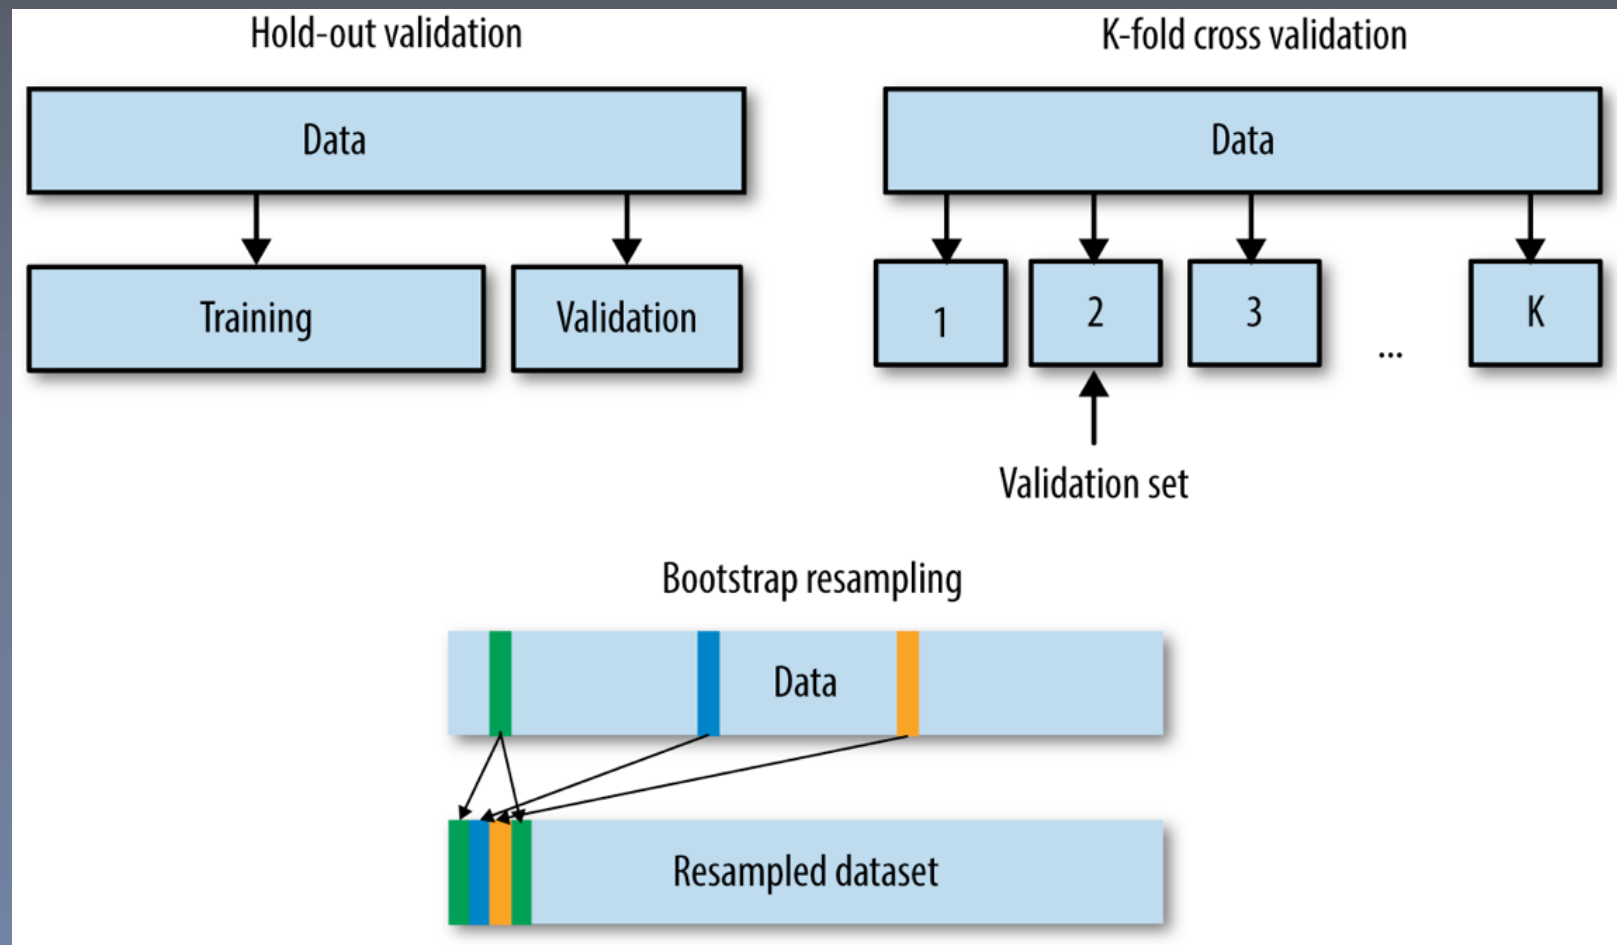 Hold-out validation
K-fold cross validation
Data
Data
Training
Validation
1
2
3
...
K
Validation set
Bootstrap resampling
Data
Resampled dataset